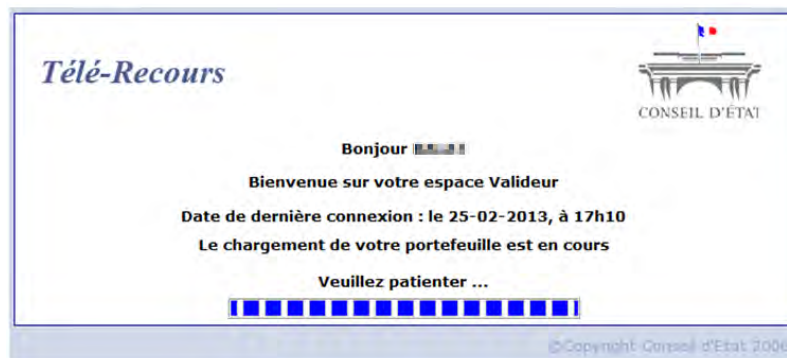 Télé-Recours
CONSEIL D'ÉTAT
Bonjour
Bienvenue sur votre espace Valideur
Date de dernière connexion : le 25-02-2013, à 17h10
Le chargement de votre portefeuille est en cours
Veuillez patienter ...
©Copyright Conseil d'Etat 2006